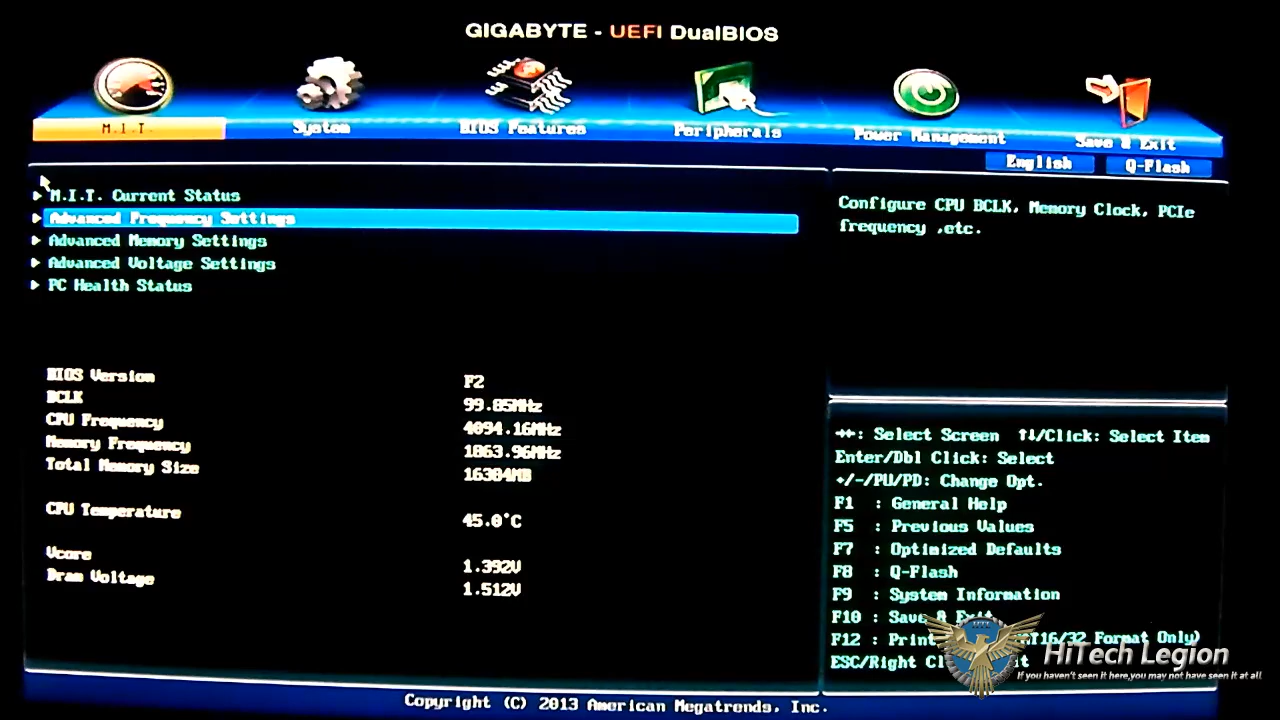 GIGABYTE - UEFI DualBIOS
M.I.T.
System
BIOS Features
Peripherals
Power Management
Save & Exit
English
Q-Flash
M.I.T. Current Status
Advanced Frequency Settings
Advanced Memory Settings
Advanced Voltage Settings
PC Health Status
BIOS Version F2
BCLK 99.85MHz
CPU Frequency 4094.16MHz
Memory Frequency 1863.96MHz
Total Memory Size 16384MB
CPU Temperature 45.0°C
Vcore 1.392V
Dram Voltage 1.512V
Configure CPU BCLK, Memory Clock, PCIe
frequency ,etc.
→←: Select Screen ↑↓/Click: Select Item
Enter/Dbl Click: Select
+/-/PU/PD: Change Opt.
F1 : General Help
F5 : Previous Values
F7 : Optimized Defaults
F8 : Q-Flash
F9 : System Information
F10 : Save & Exit
F12 : Print AT16/32 Format Only)
ESC/Right Cl it
HiTech Legion
If you haven't seen it here,you may not have seen it at all
Copyright (C) 2013 American Megatrends, Inc.